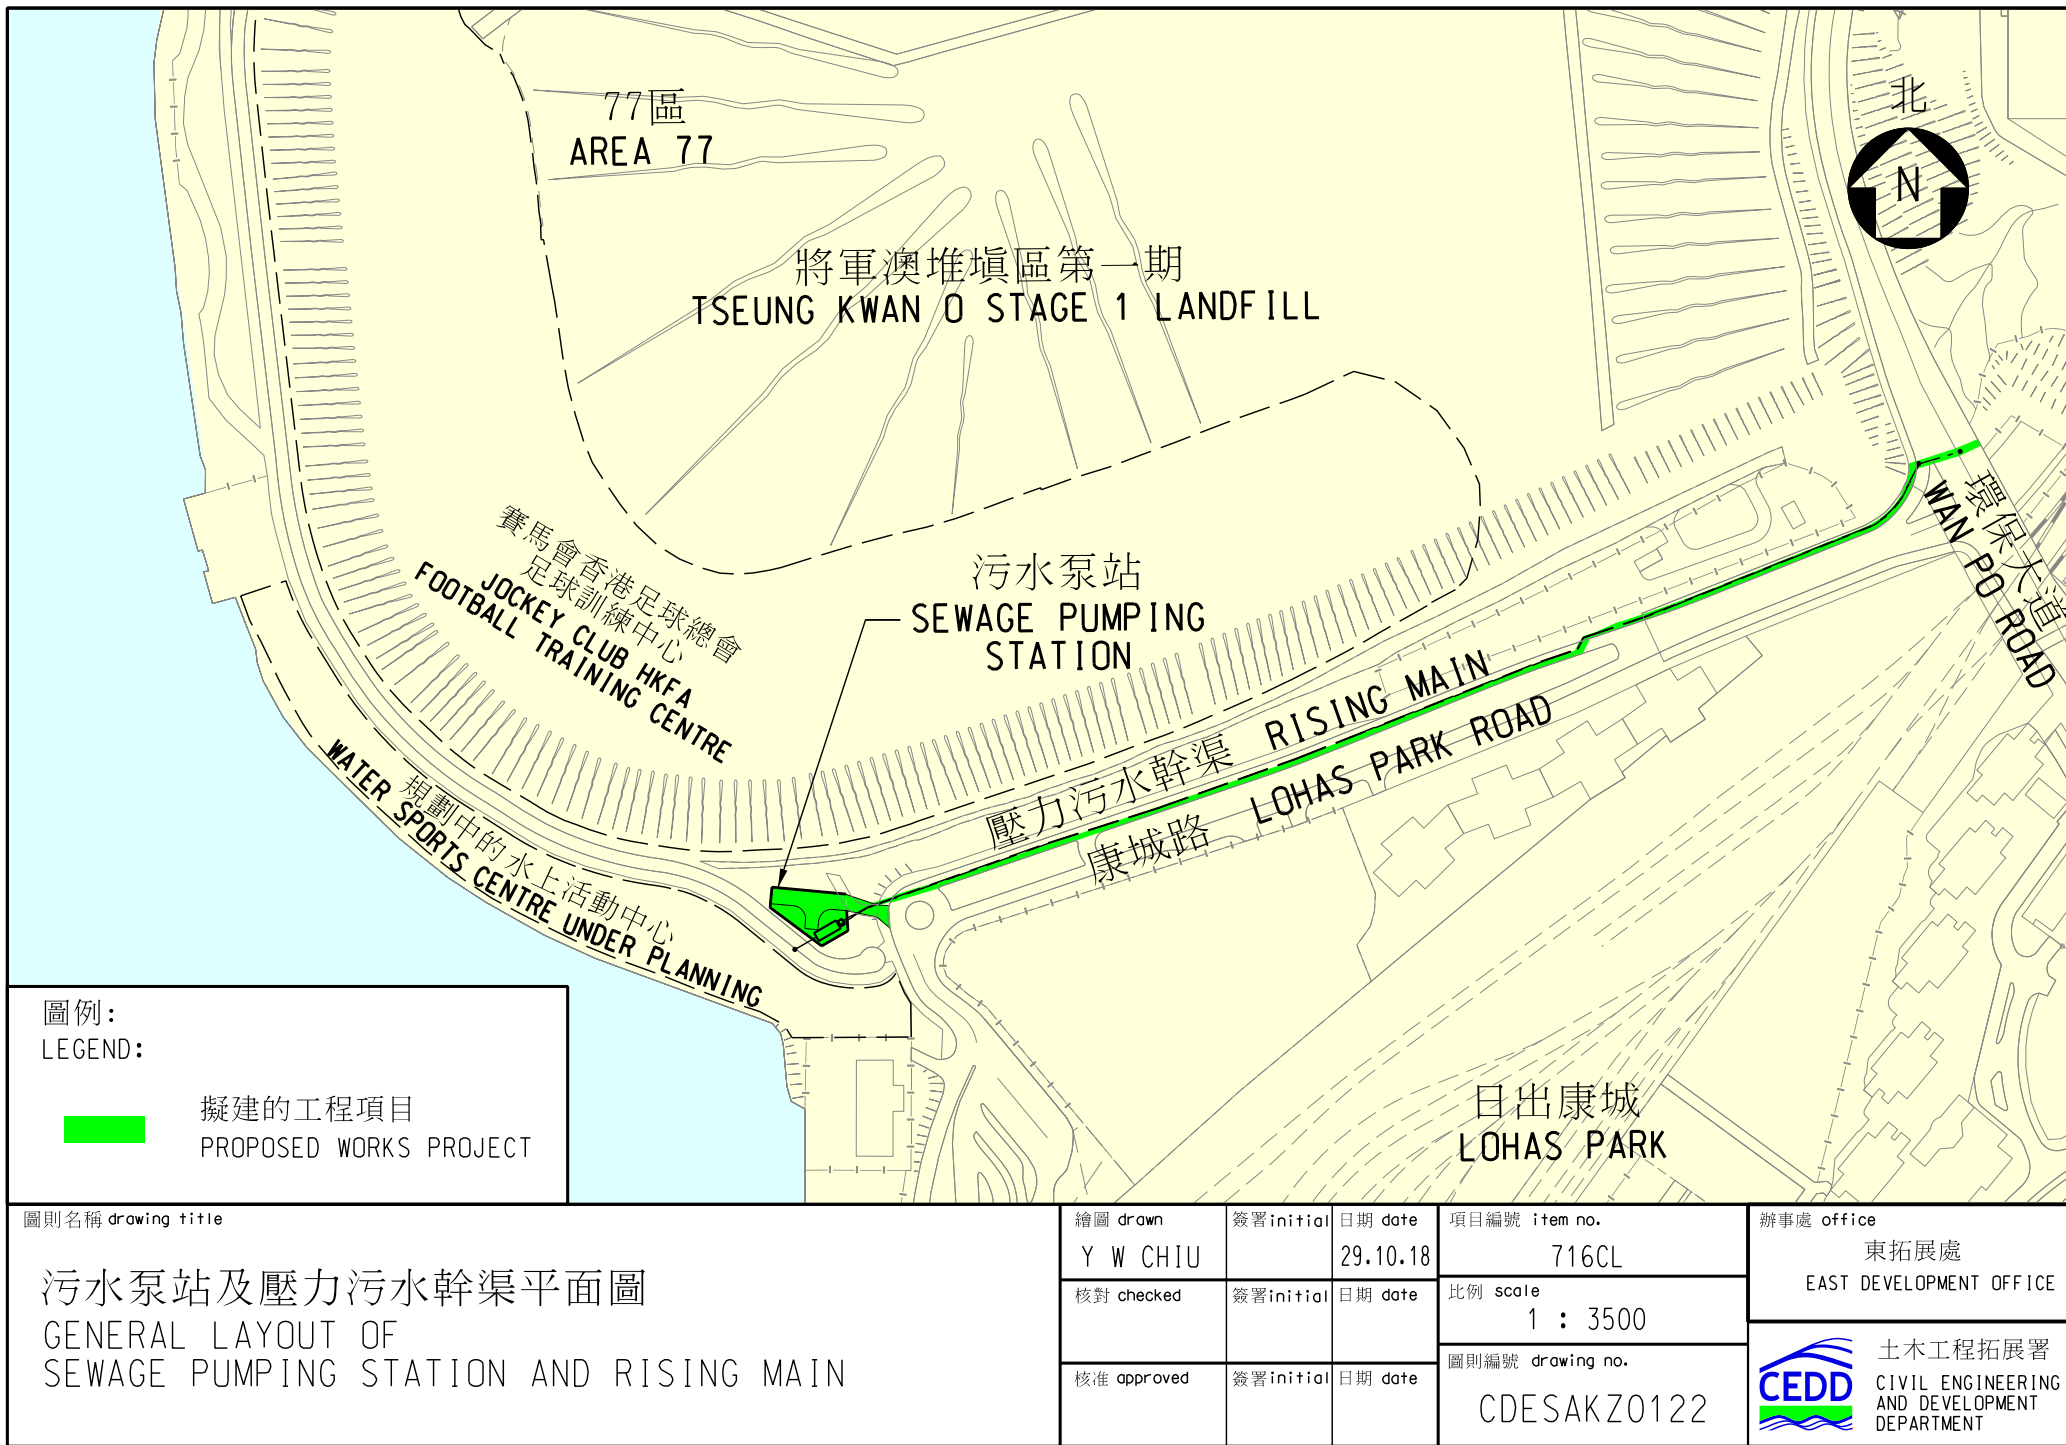 77區
AREA 77
北
N
將軍澳堆塡區第一期
TSEUNG KWAN O STAGE 1 LANDFILL
賽馬會香港足球總會
足球訓練中心
JOCKEY CLUB HKFA
FOOTBALL TRAINING CENTRE
污水泵站
SEWAGE PUMPING
STATION
環保大道
WAN PO ROAD
壓力污水幹渠 RISING MAIN
康城路 LOHAS PARK ROAD
規劃中的水上活動中心
WATER SPORTS CENTRE UNDER PLANNING
日出康城
LOHAS PARK
圖例:
LEGEND:
擬建的工程項目
PROPOSED WORKS PROJECT
圖則名稱 drawing title
污水泵站及壓力污水幹渠平面圖
GENERAL LAYOUT OF
SEWAGE PUMPING STATION AND RISING MAIN
繪圖 drawn
Y W CHIU
簽署initial
日期 date
29.10.18
核對 checked
簽署initial
日期 date
核准 approved
簽署initial
日期 date
項目編號 item no.
716CL
比例 scale
1 : 3500
圖則編號 drawing no.
CDESAKZ0122
辦事處 office
東拓展處
EAST DEVELOPMENT OFFICE
CEDD
土木工程拓展署
CIVIL ENGINEERING
AND DEVELOPMENT
DEPARTMENT